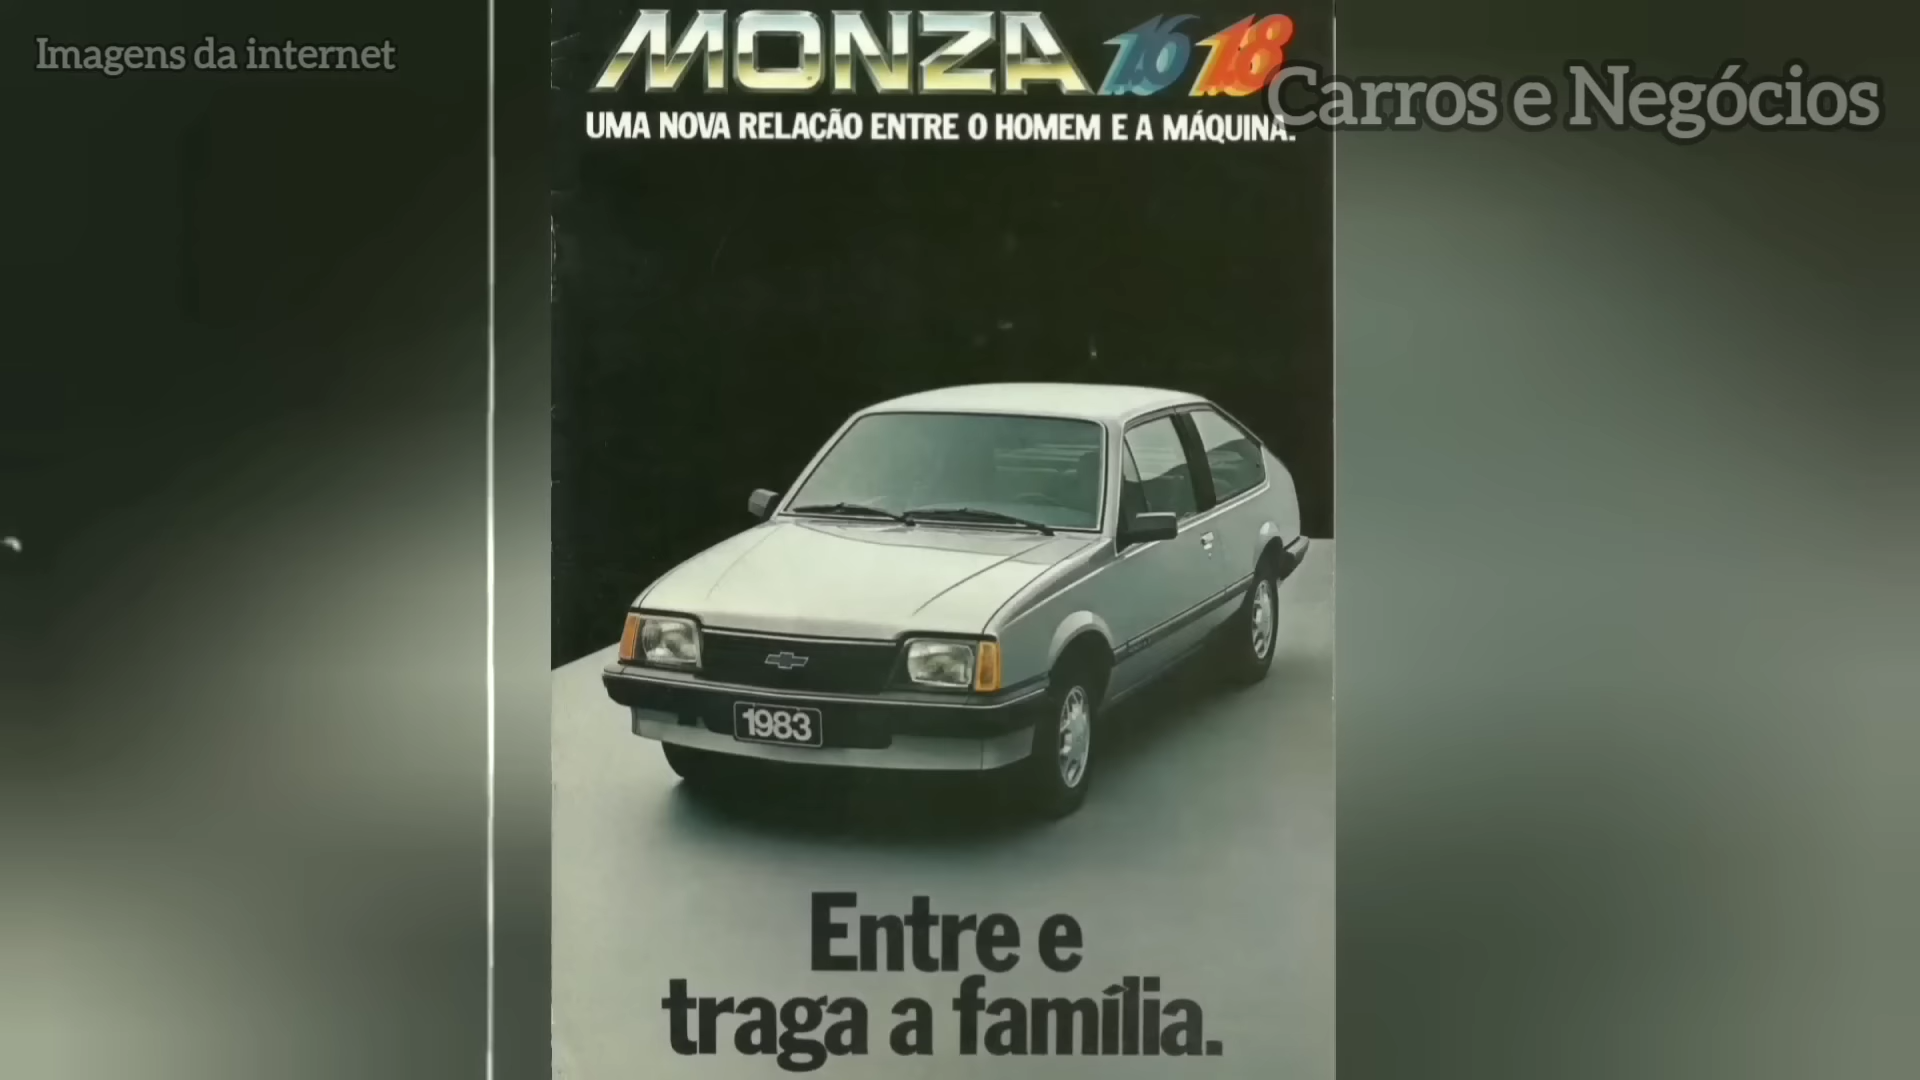 Imagens da internet
MONZA 1.6 1.8
Carros e Negócios
UMA NOVA RELAÇÃO ENTRE O HOMEM E A MÁQUINA.
1983
Entre e
traga a família.